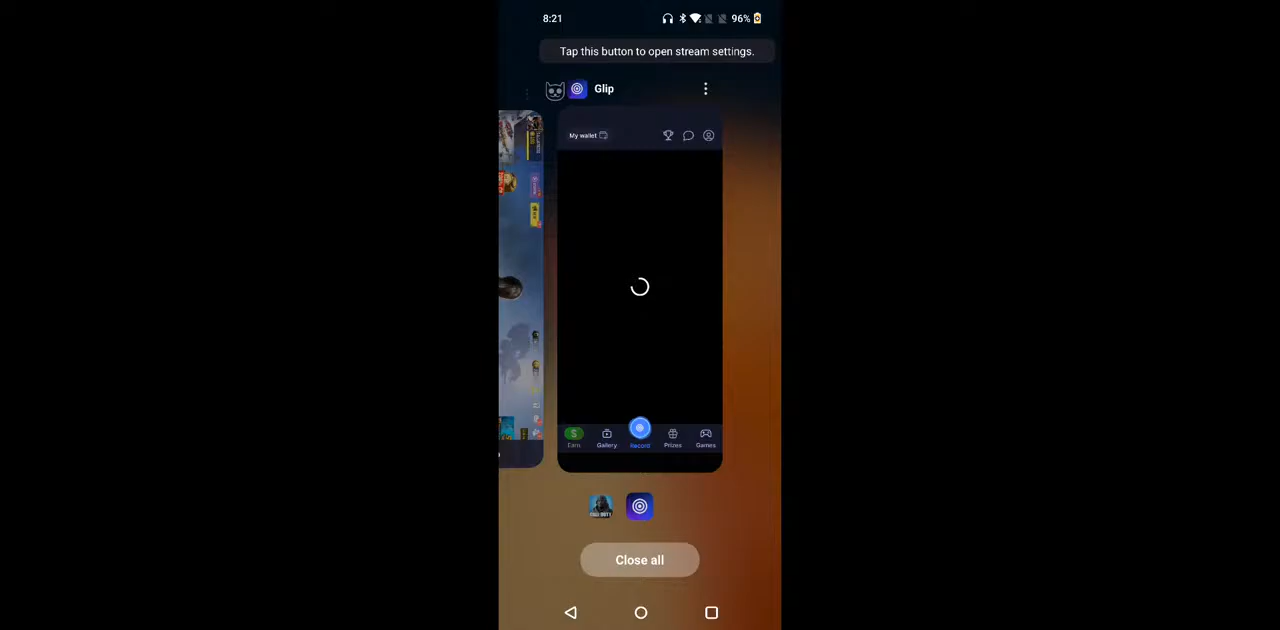 8:21
96%
Tap this button to open stream settings.
Glip
My wallet
Earn
Gallery
Record
Prizes
Games
Close all